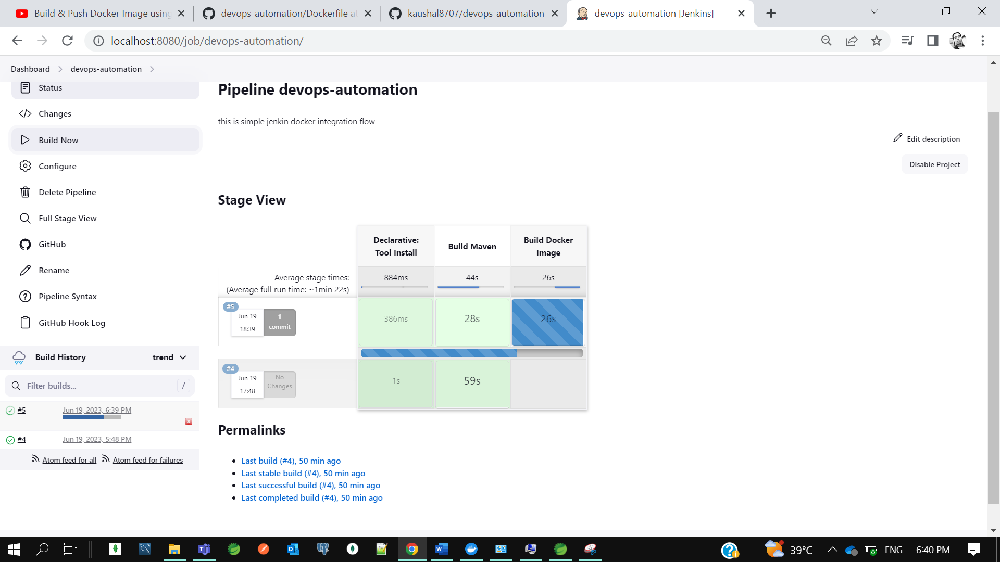 Build & Push Docker Image using
devops-automation/Dockerfile at
kaushal8707/devops-automation
devops-automation [Jenkins]
localhost:8080/job/devops-automation/
Dashboard
devops-automation
Status
Changes
Build Now
Configure
Delete Pipeline
Full Stage View
GitHub
Rename
Pipeline Syntax
GitHub Hook Log
Build History
trend
Filter builds...
/
#5
Jun 19, 2023, 6:39 PM
#4
Jun 19, 2023, 5:48 PM
Atom feed for all
Atom feed for failures
Pipeline devops-automation
this is simple jenkin docker integration flow
Edit description
Disable Project
Stage View
Declarative:
Tool Install
Build Maven
Build Docker
Image
Average stage times:
(Average full run time: ~1min 22s)
884ms
44s
26s
#5
Jun 19
18:39
1
commit
386ms
28s
26s
#4
Jun 19
17:48
No
Changes
1s
59s
Permalinks
Last build (#4), 50 min ago
Last stable build (#4), 50 min ago
Last successful build (#4), 50 min ago
Last completed build (#4), 50 min ago
39°C
ENG
6:40 PM